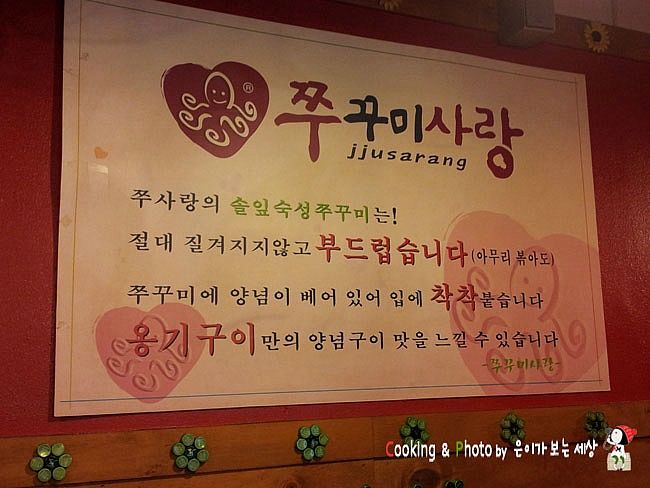 ®
쭈꾸미사랑
jjusarang
쭈사랑의 솔잎숙성쭈꾸미는!
절대 질겨지지않고 부드럽습니다(아무리 볶아도)
쭈꾸미에 양념이 베어 있어 입에 착착붙습니다
옹기구이만의 양념구이 맛을 느낄 수 있습니다
-쭈꾸미사랑-
Cooking & Photo by 은이가 보는 세상